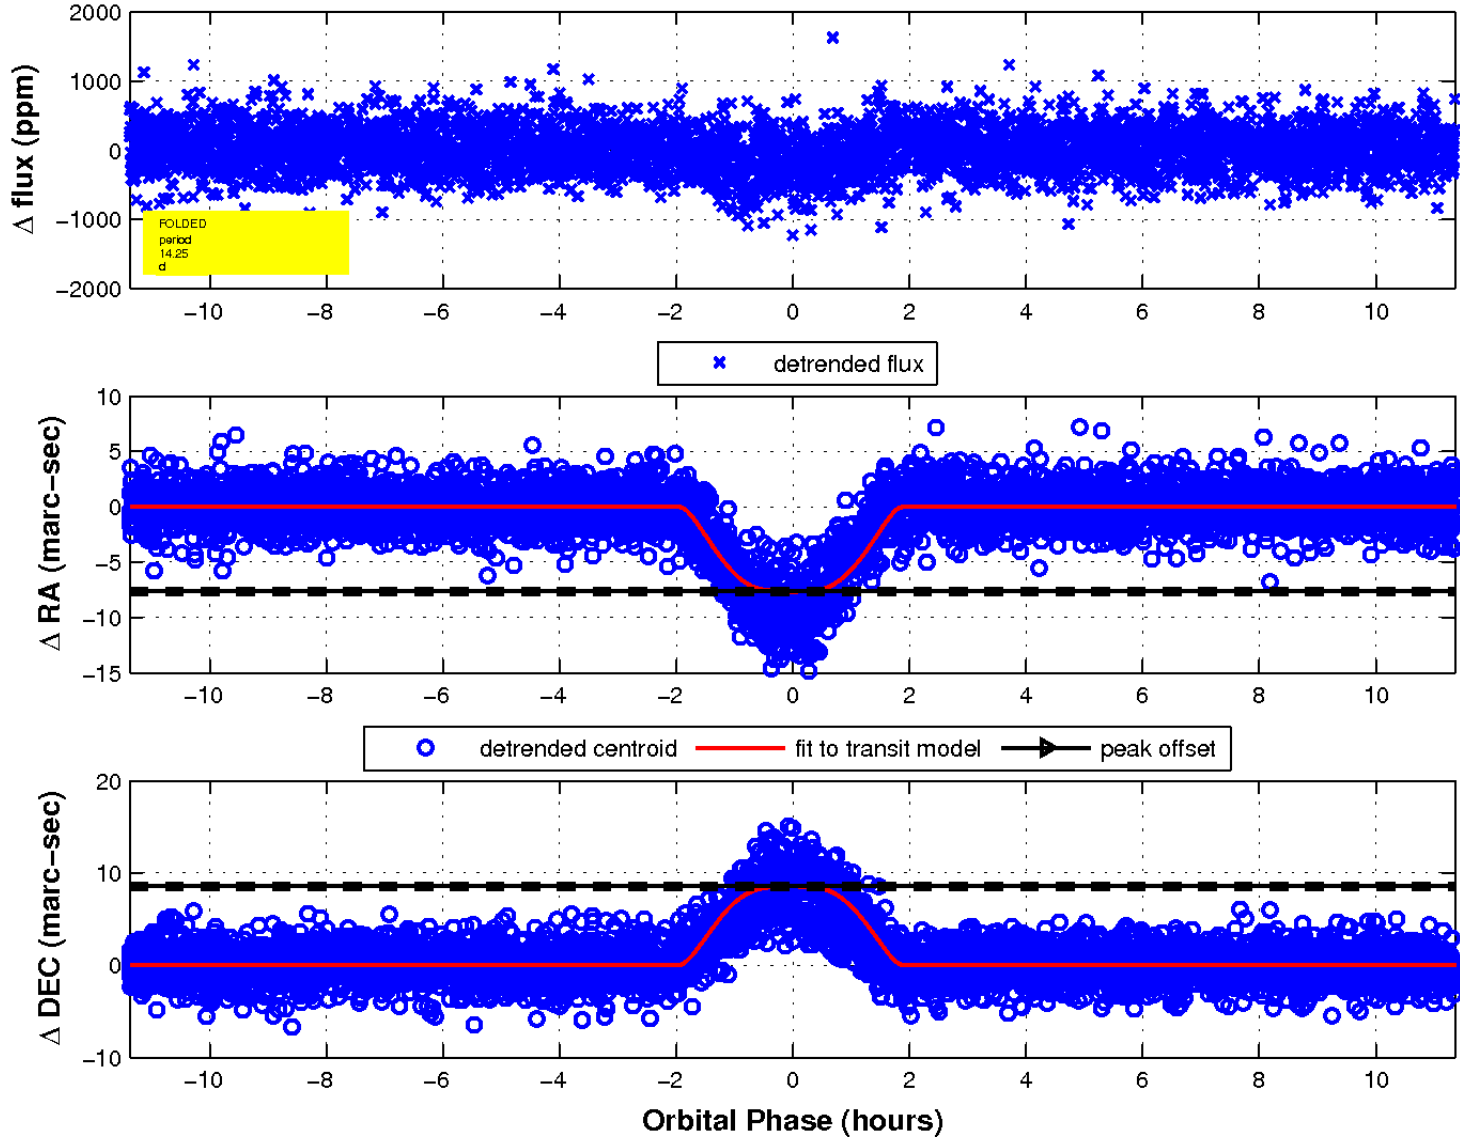 2000
1000
0
−1000
−2000
Δ flux (ppm)
FOLDED
period
14.25
d
−10 −8 −6 −4 −2 0 2 4 6 8 10
detrended flux
10
5
0
−5
−10
−15
Δ RA (marc−sec)
−10 −8 −6 −4 −2 0 2 4 6 8 10
detrended centroid fit to transit model peak offset
20
10
0
−10
Δ DEC (marc−sec)
−10 −8 −6 −4 −2 0 2 4 6 8 10
Orbital Phase (hours)